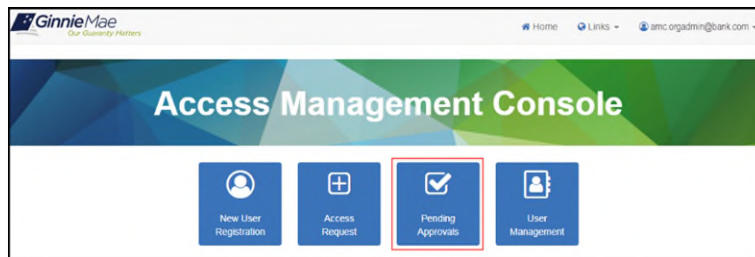 GinnieMae
Our Guaranty Matters
Home Links amc.orgadmin@bank.com
Access Management Console
New User
Registration
Access
Request
Pending
Approvals
User
Management